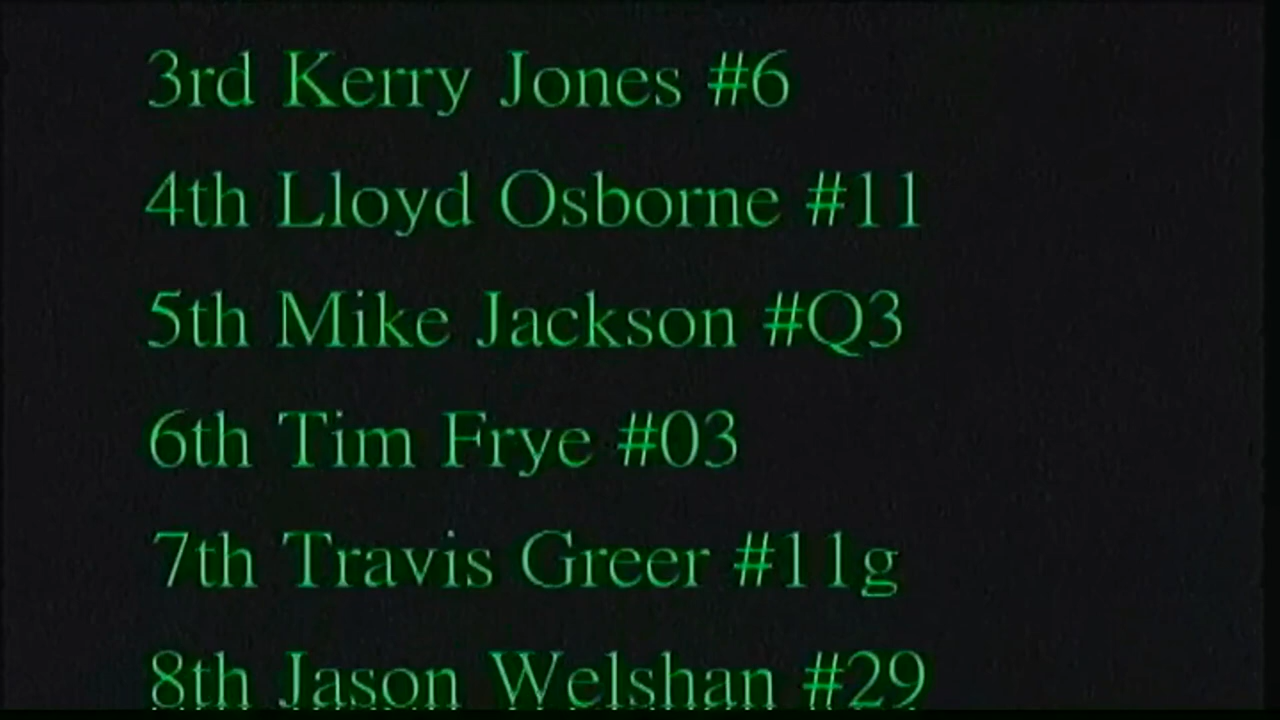 3rd Kerry Jones #6
4th Lloyd Osborne #11
5th Mike Jackson #Q3
6th Tim Frye #03
7th Travis Greer #11g
8th Jason Welshan #29